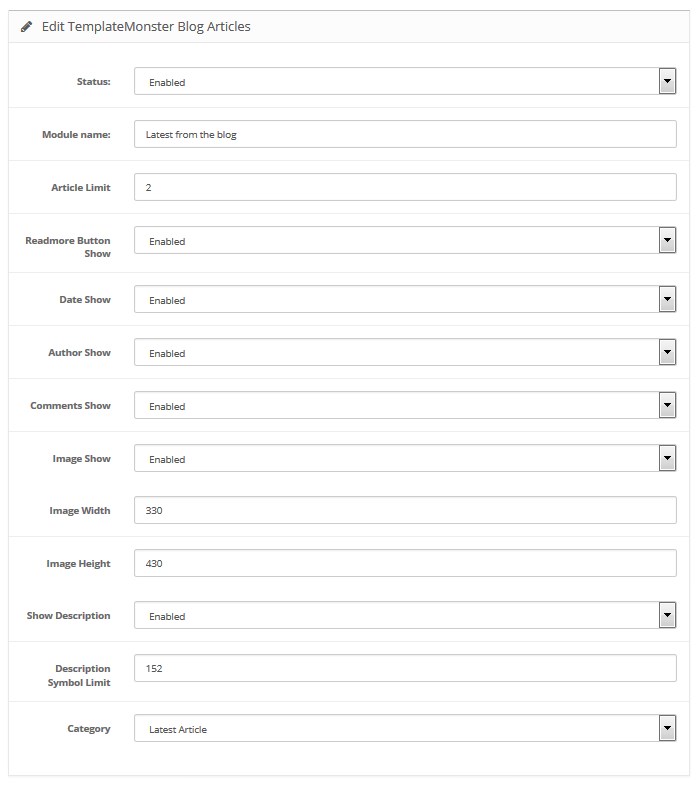 Edit TemplateMonster Blog Articles
Status: Enabled
Module name: Latest from the blog
Article Limit 2
Readmore Button Enabled
Show
Date Show Enabled
Author Show Enabled
Comments Show Enabled
Image Show Enabled
Image Width 330
Image Height 430
Show Description Enabled
Description 152
Symbol Limit
Category Latest Article